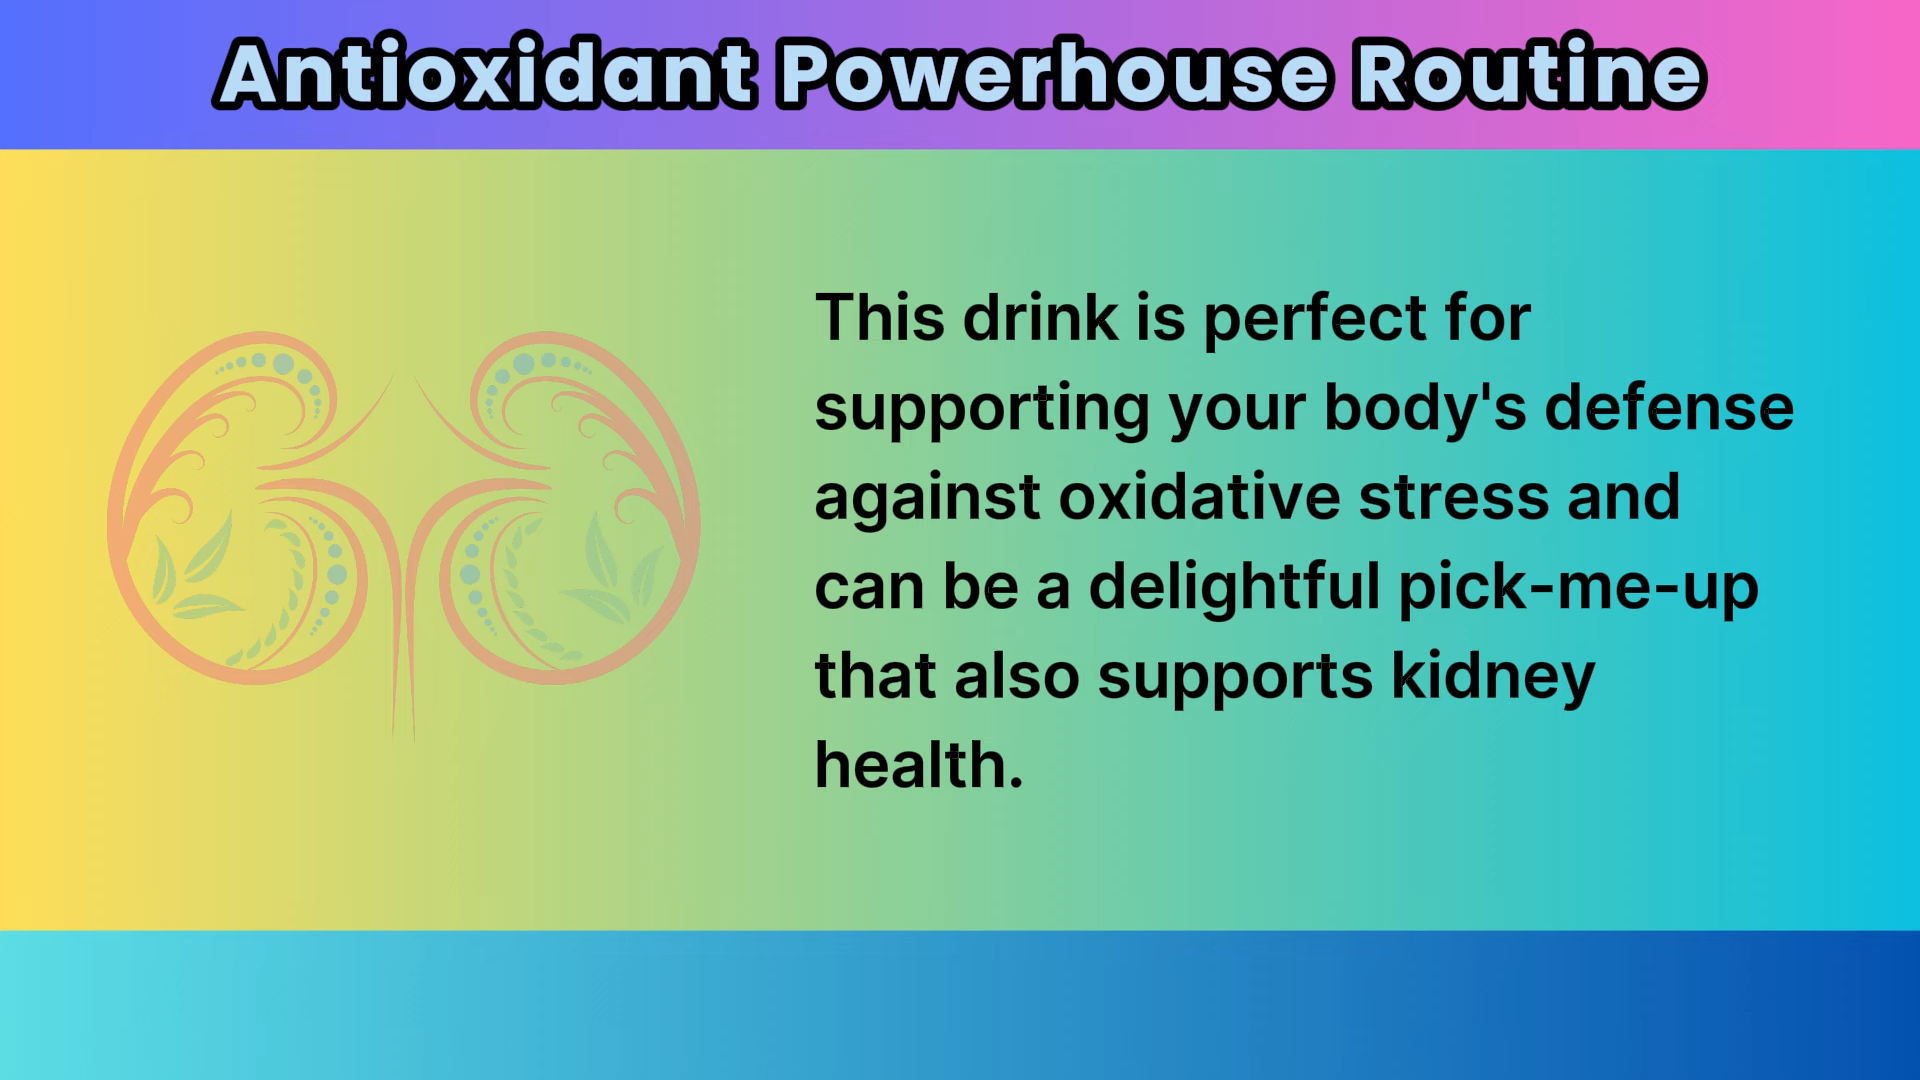 Antioxidant Powerhouse Routine
This drink is perfect for
supporting your body's defense
against oxidative stress and
can be a delightful pick-me-up
that also supports kidney
health.